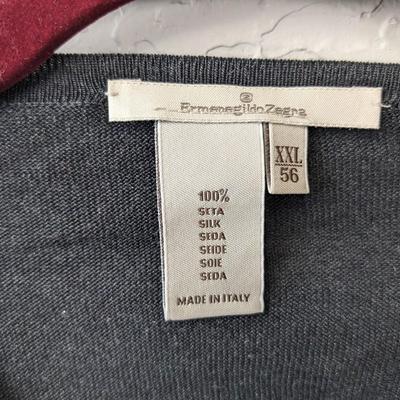 Ermenegildo Zegna
XXL
56
100%
SETA
SILK
SEDA
SEIDE
SOIE
SEDA
MADE IN ITALY